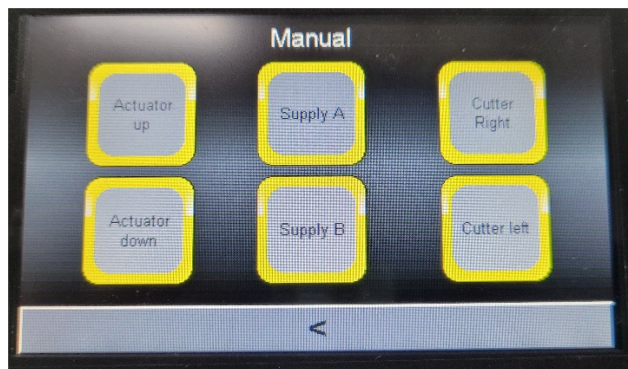 Manual
Actuator
up
Supply A
Cutter
Right
Actuator
down
Supply B
Cutter left
<